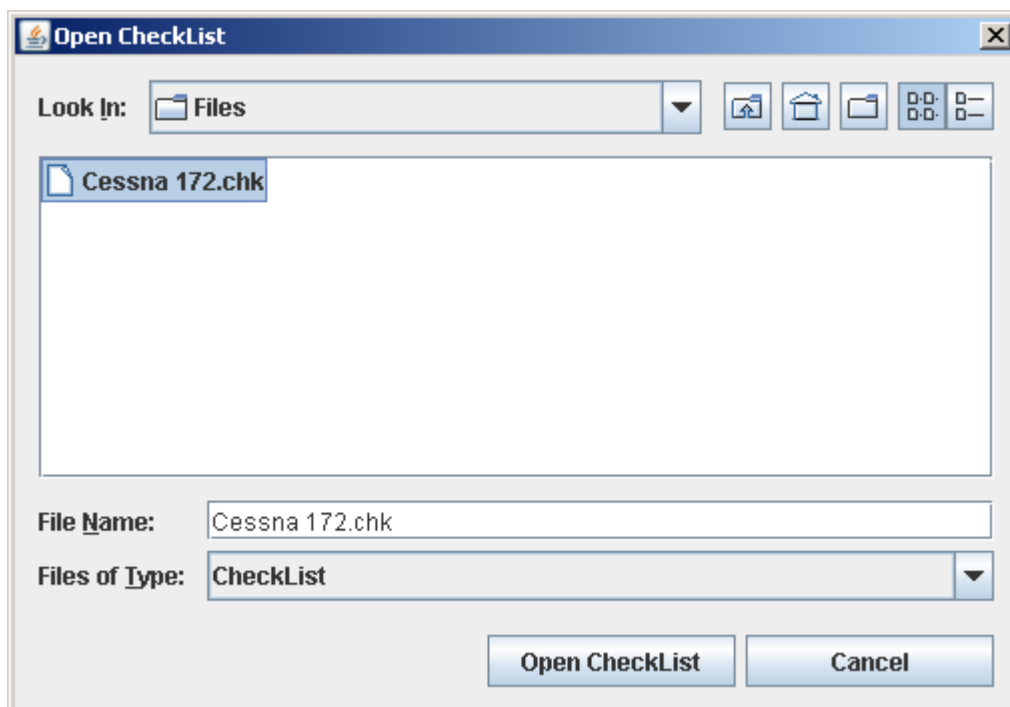 Open CheckList
Look In: Files
Cessna 172.chk
File Name: Cessna 172.chk
Files of Type: CheckList
Open CheckList Cancel